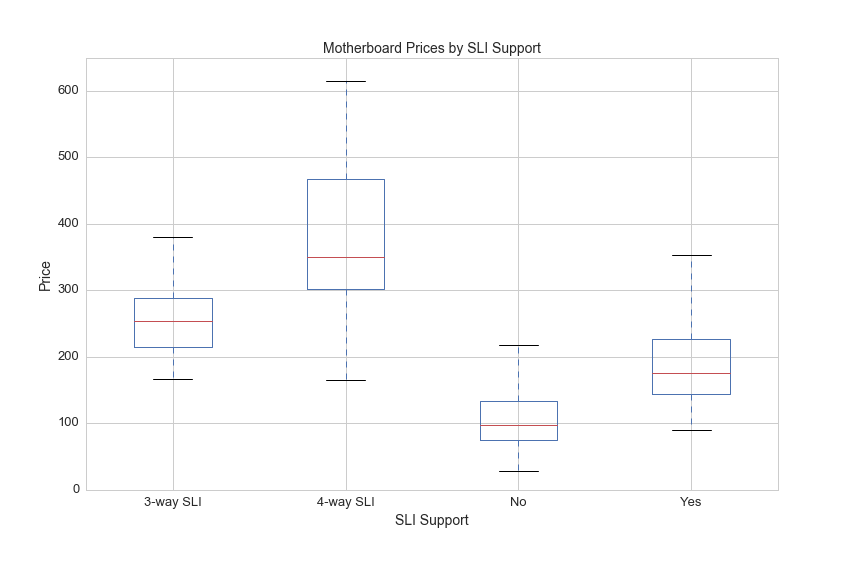 Motherboard Prices by SLI Support
600
500
400
300
200
100
0
Price
3-way SLI
4-way SLI
No
Yes
SLI Support